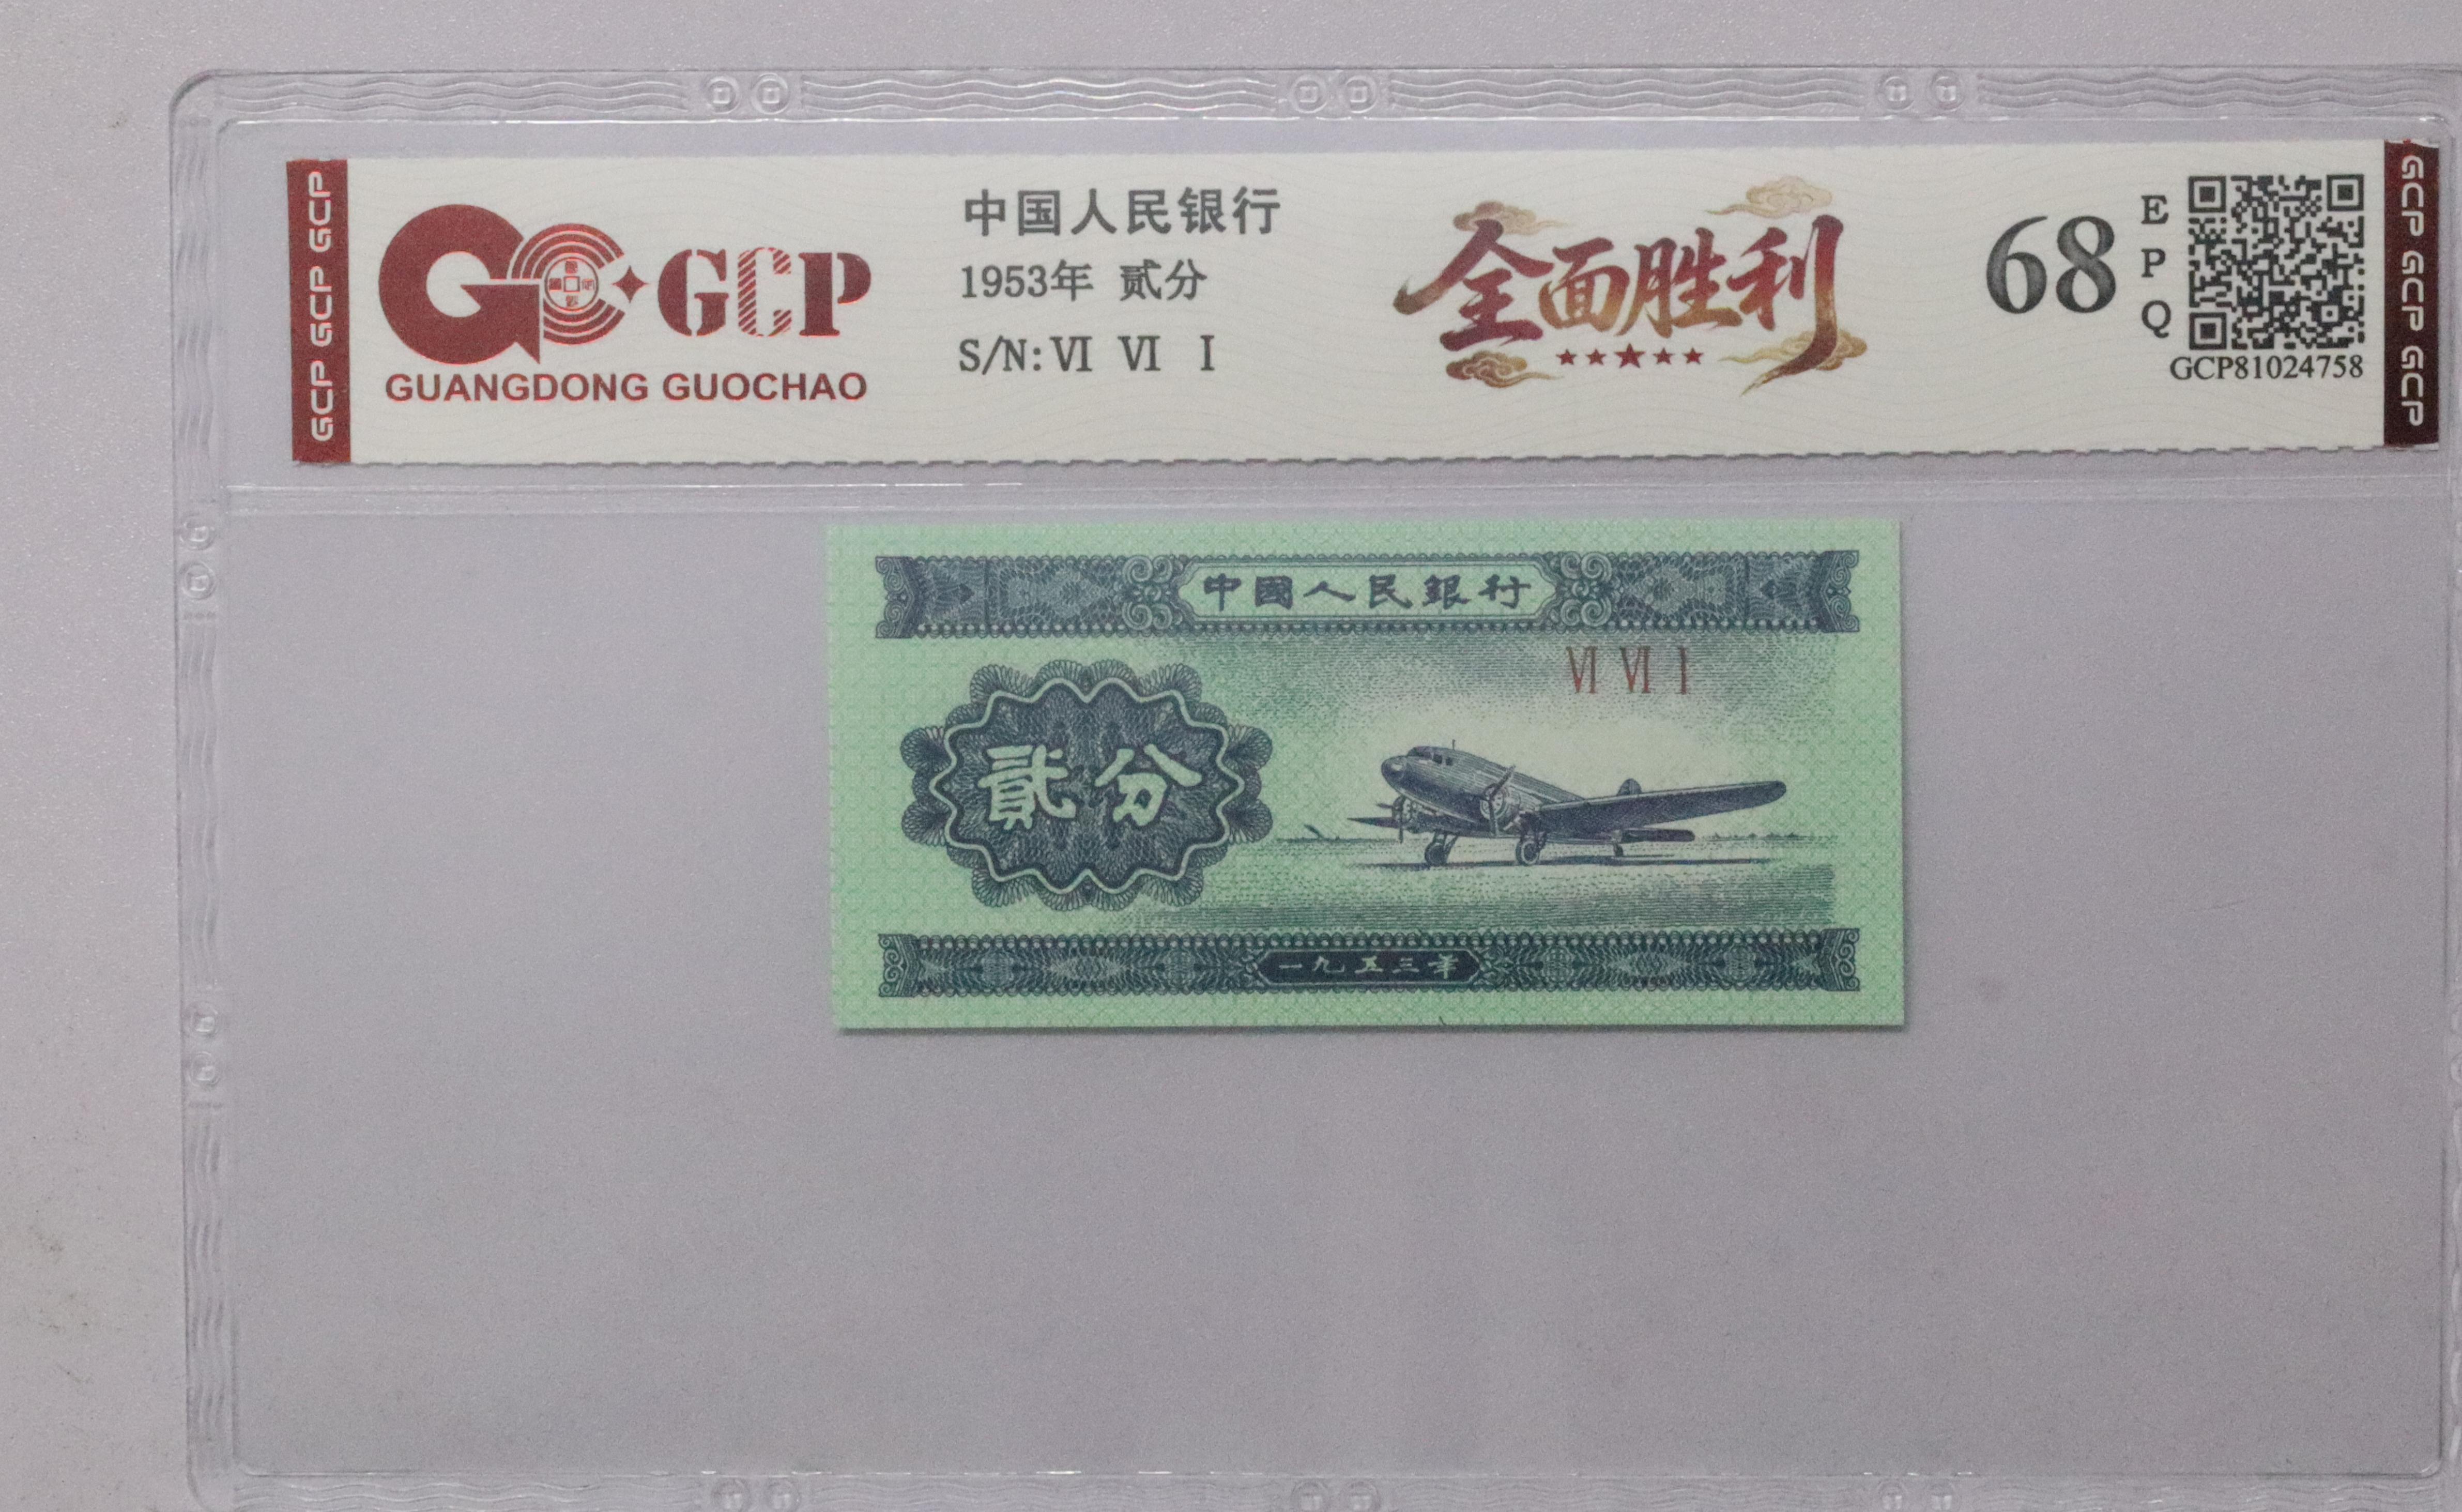 GCP GCP GCP
GCP
GUANGDONG GUOCHAO
中国人民银行
1953年 贰分
S/N: VI VI I
全面胜利
68
E
P
Q
GCP81024758
GCP GCP GCP
中國人民銀行
VI VI I
貳分
一九五三年